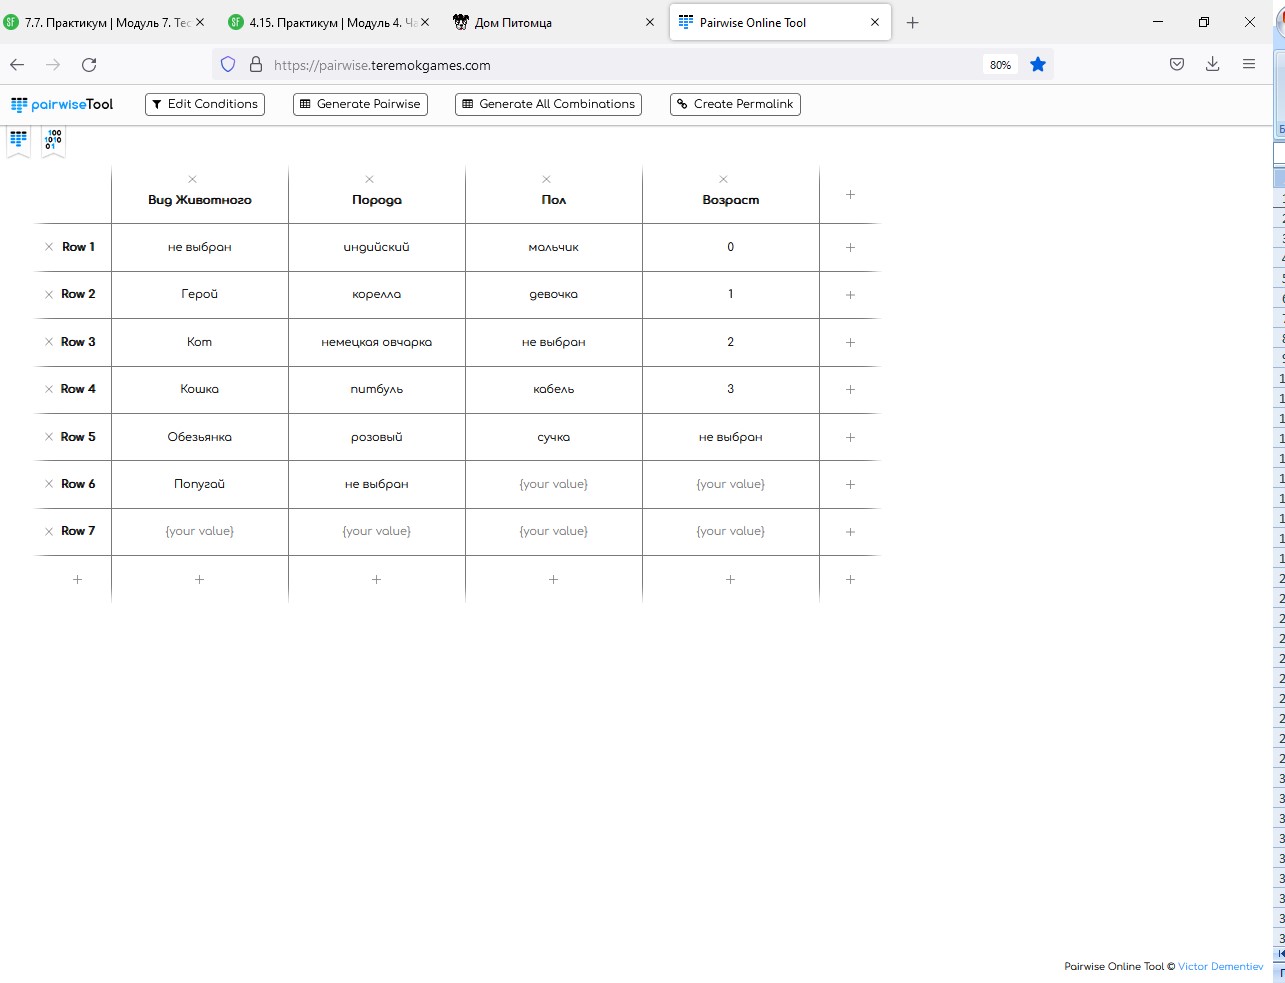 7.7. Практикум | Модуль 7. Тес
4.15. Практикум | Модуль 4. Ча
Дом Питомца
Pairwise Online Tool
https://pairwise.teremokgames.com
80%
pairwiseTool
Edit Conditions
Generate Pairwise
Generate All Combinations
Create Permalink
Вид Животного Порода Пол Возраст
Row 1 не выбран индийский мальчик 0
Row 2 Герой корелла девочка 1
Row 3 Кот немецкая овчарка не выбран 2
Row 4 Кошка питбуль кабель 3
Row 5 Обезьянка розовый сучка не выбран
Row 6 Попугай не выбран {your value} {your value}
Row 7 {your value} {your value} {your value} {your value}
Pairwise Online Tool © Victor Dementiev